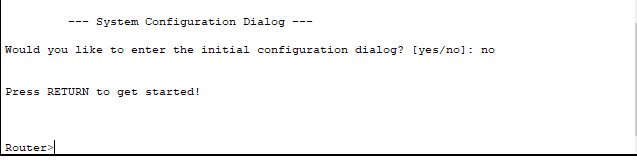 --- System Configuration Dialog ---
Would you like to enter the initial configuration dialog? [yes/no]: no
Press RETURN to get started!
Router>